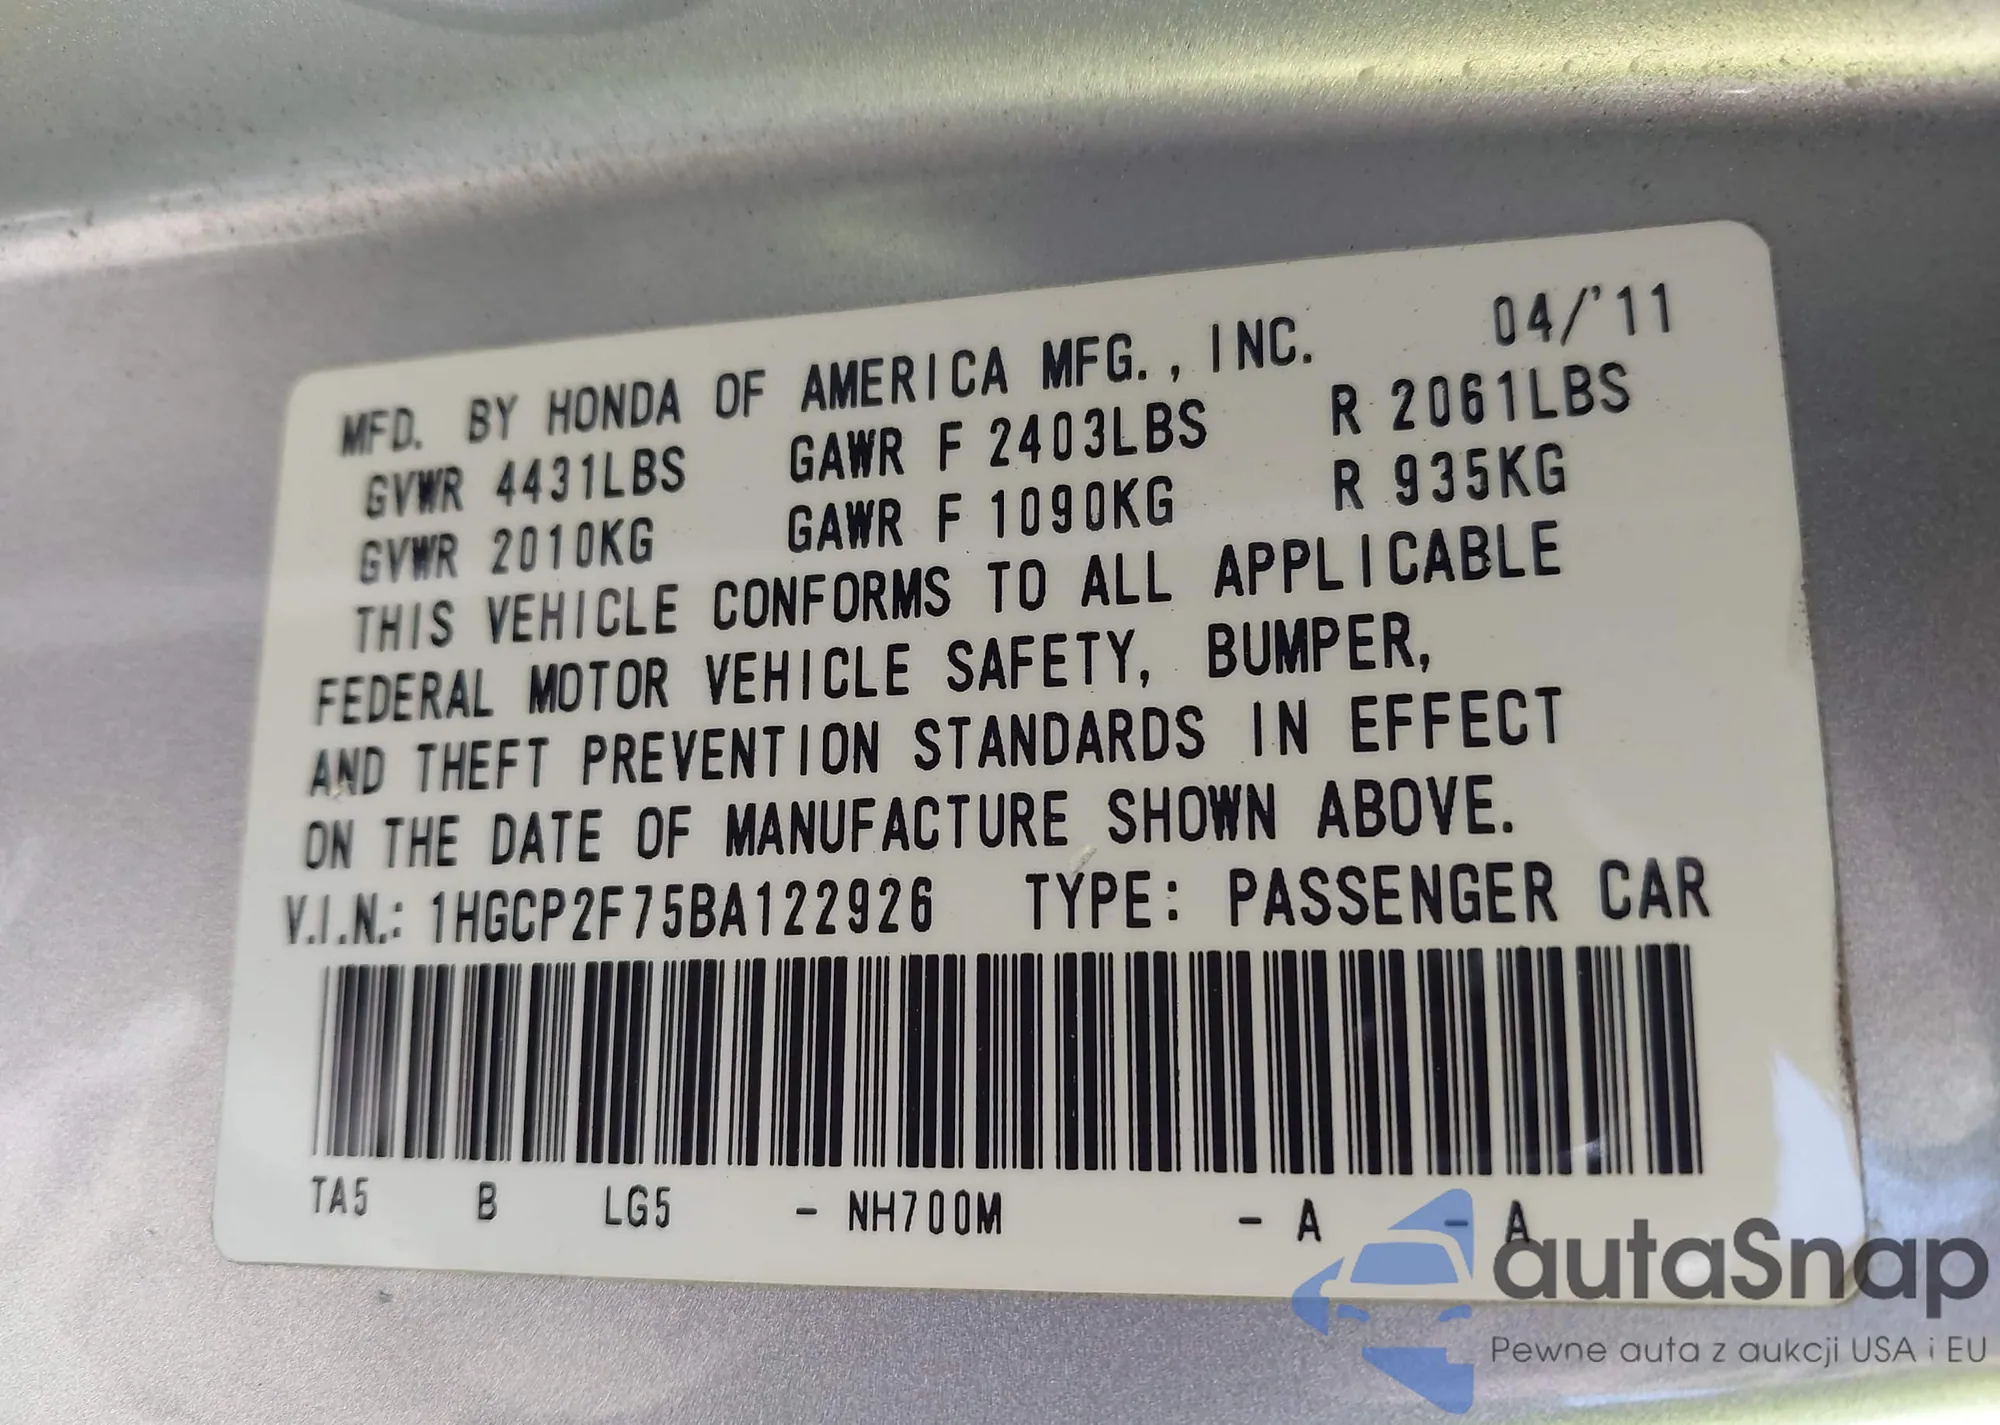 MFD. BY HONDA OF AMERICA MFG., INC. 04/'11
GVWR 4431LBS GAWR F 2403LBS R 2061LBS
GVWR 2010KG GAWR F 1090KG R 935KG
THIS VEHICLE CONFORMS TO ALL APPLICABLE
FEDERAL MOTOR VEHICLE SAFETY, BUMPER,
AND THEFT PREVENTION STANDARDS IN EFFECT
ON THE DATE OF MANUFACTURE SHOWN ABOVE.
V.I.N.: 1HGCP2F75BA122926 TYPE: PASSENGER CAR
TA5 B LG5 - NH700M - A - A
autaSnap
Pewne auta z aukcji USA i EU